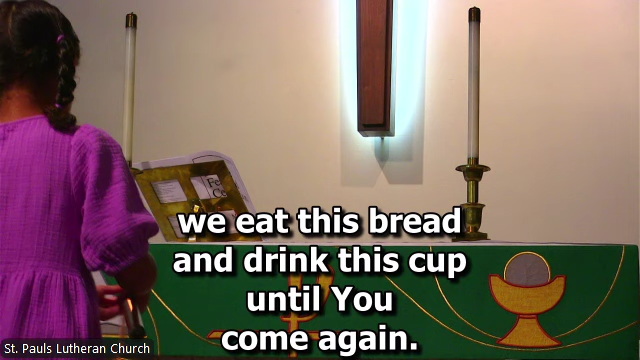 we eat this bread
and drink this cup
until You
come again.
St. Pauls Lutheran Church